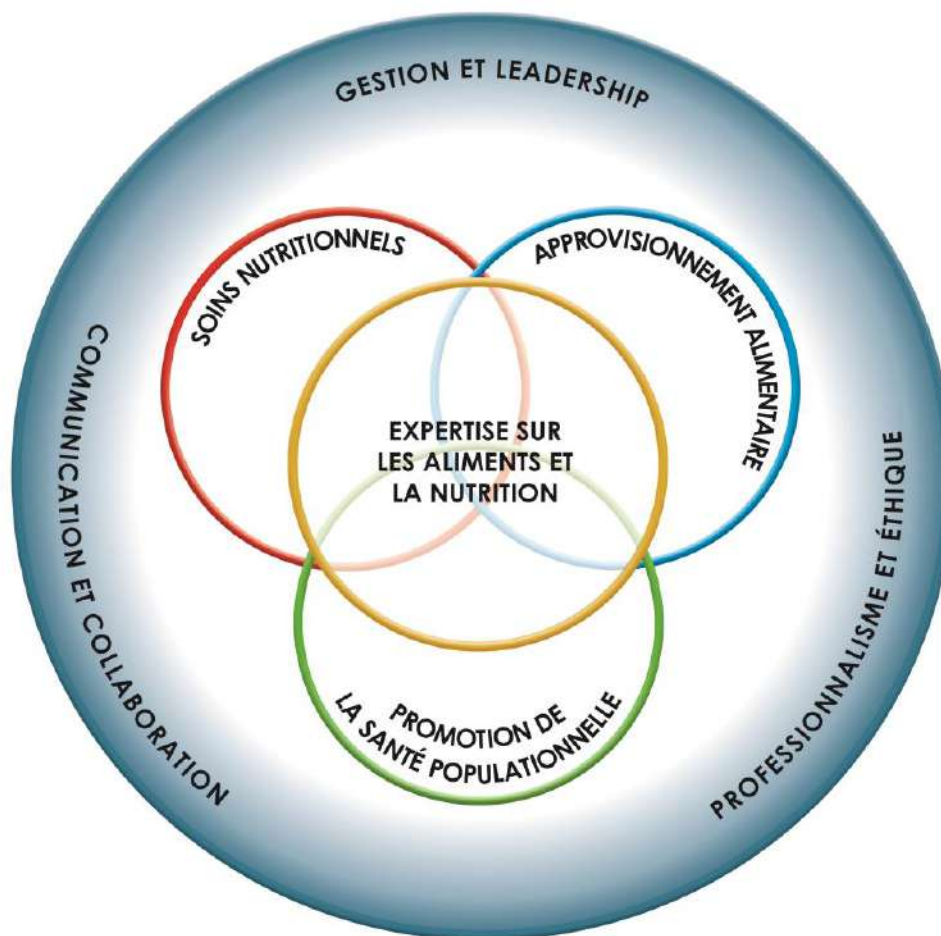 GESTION ET LEADERSHIP
SOINS NUTRITIONNELS
APPROVISIONNEMENT ALIMENTAIRE
COMMUNICATION ET COLLABORATION
EXPERTISE SUR
LES ALIMENTS ET
LA NUTRITION
PROFESSIONNALISME ET ÉTHIQUE
PROMOTION DE
LA SANTÉ POPULATIONNELLE